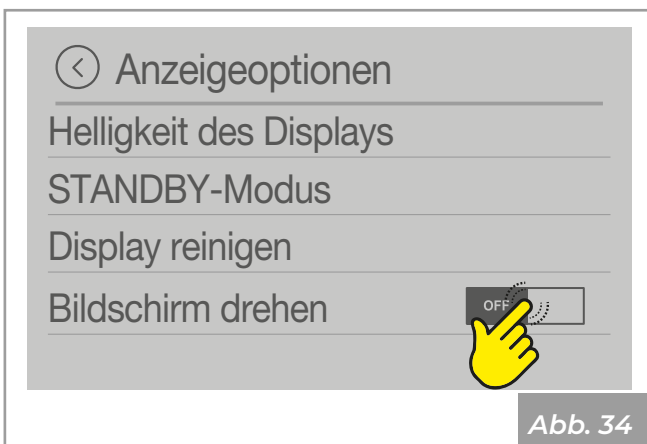 Anzeigeoptionen
Helligkeit des Displays
STANDBY-Modus
Display reinigen
Bildschirm drehen OFF
Abb. 34